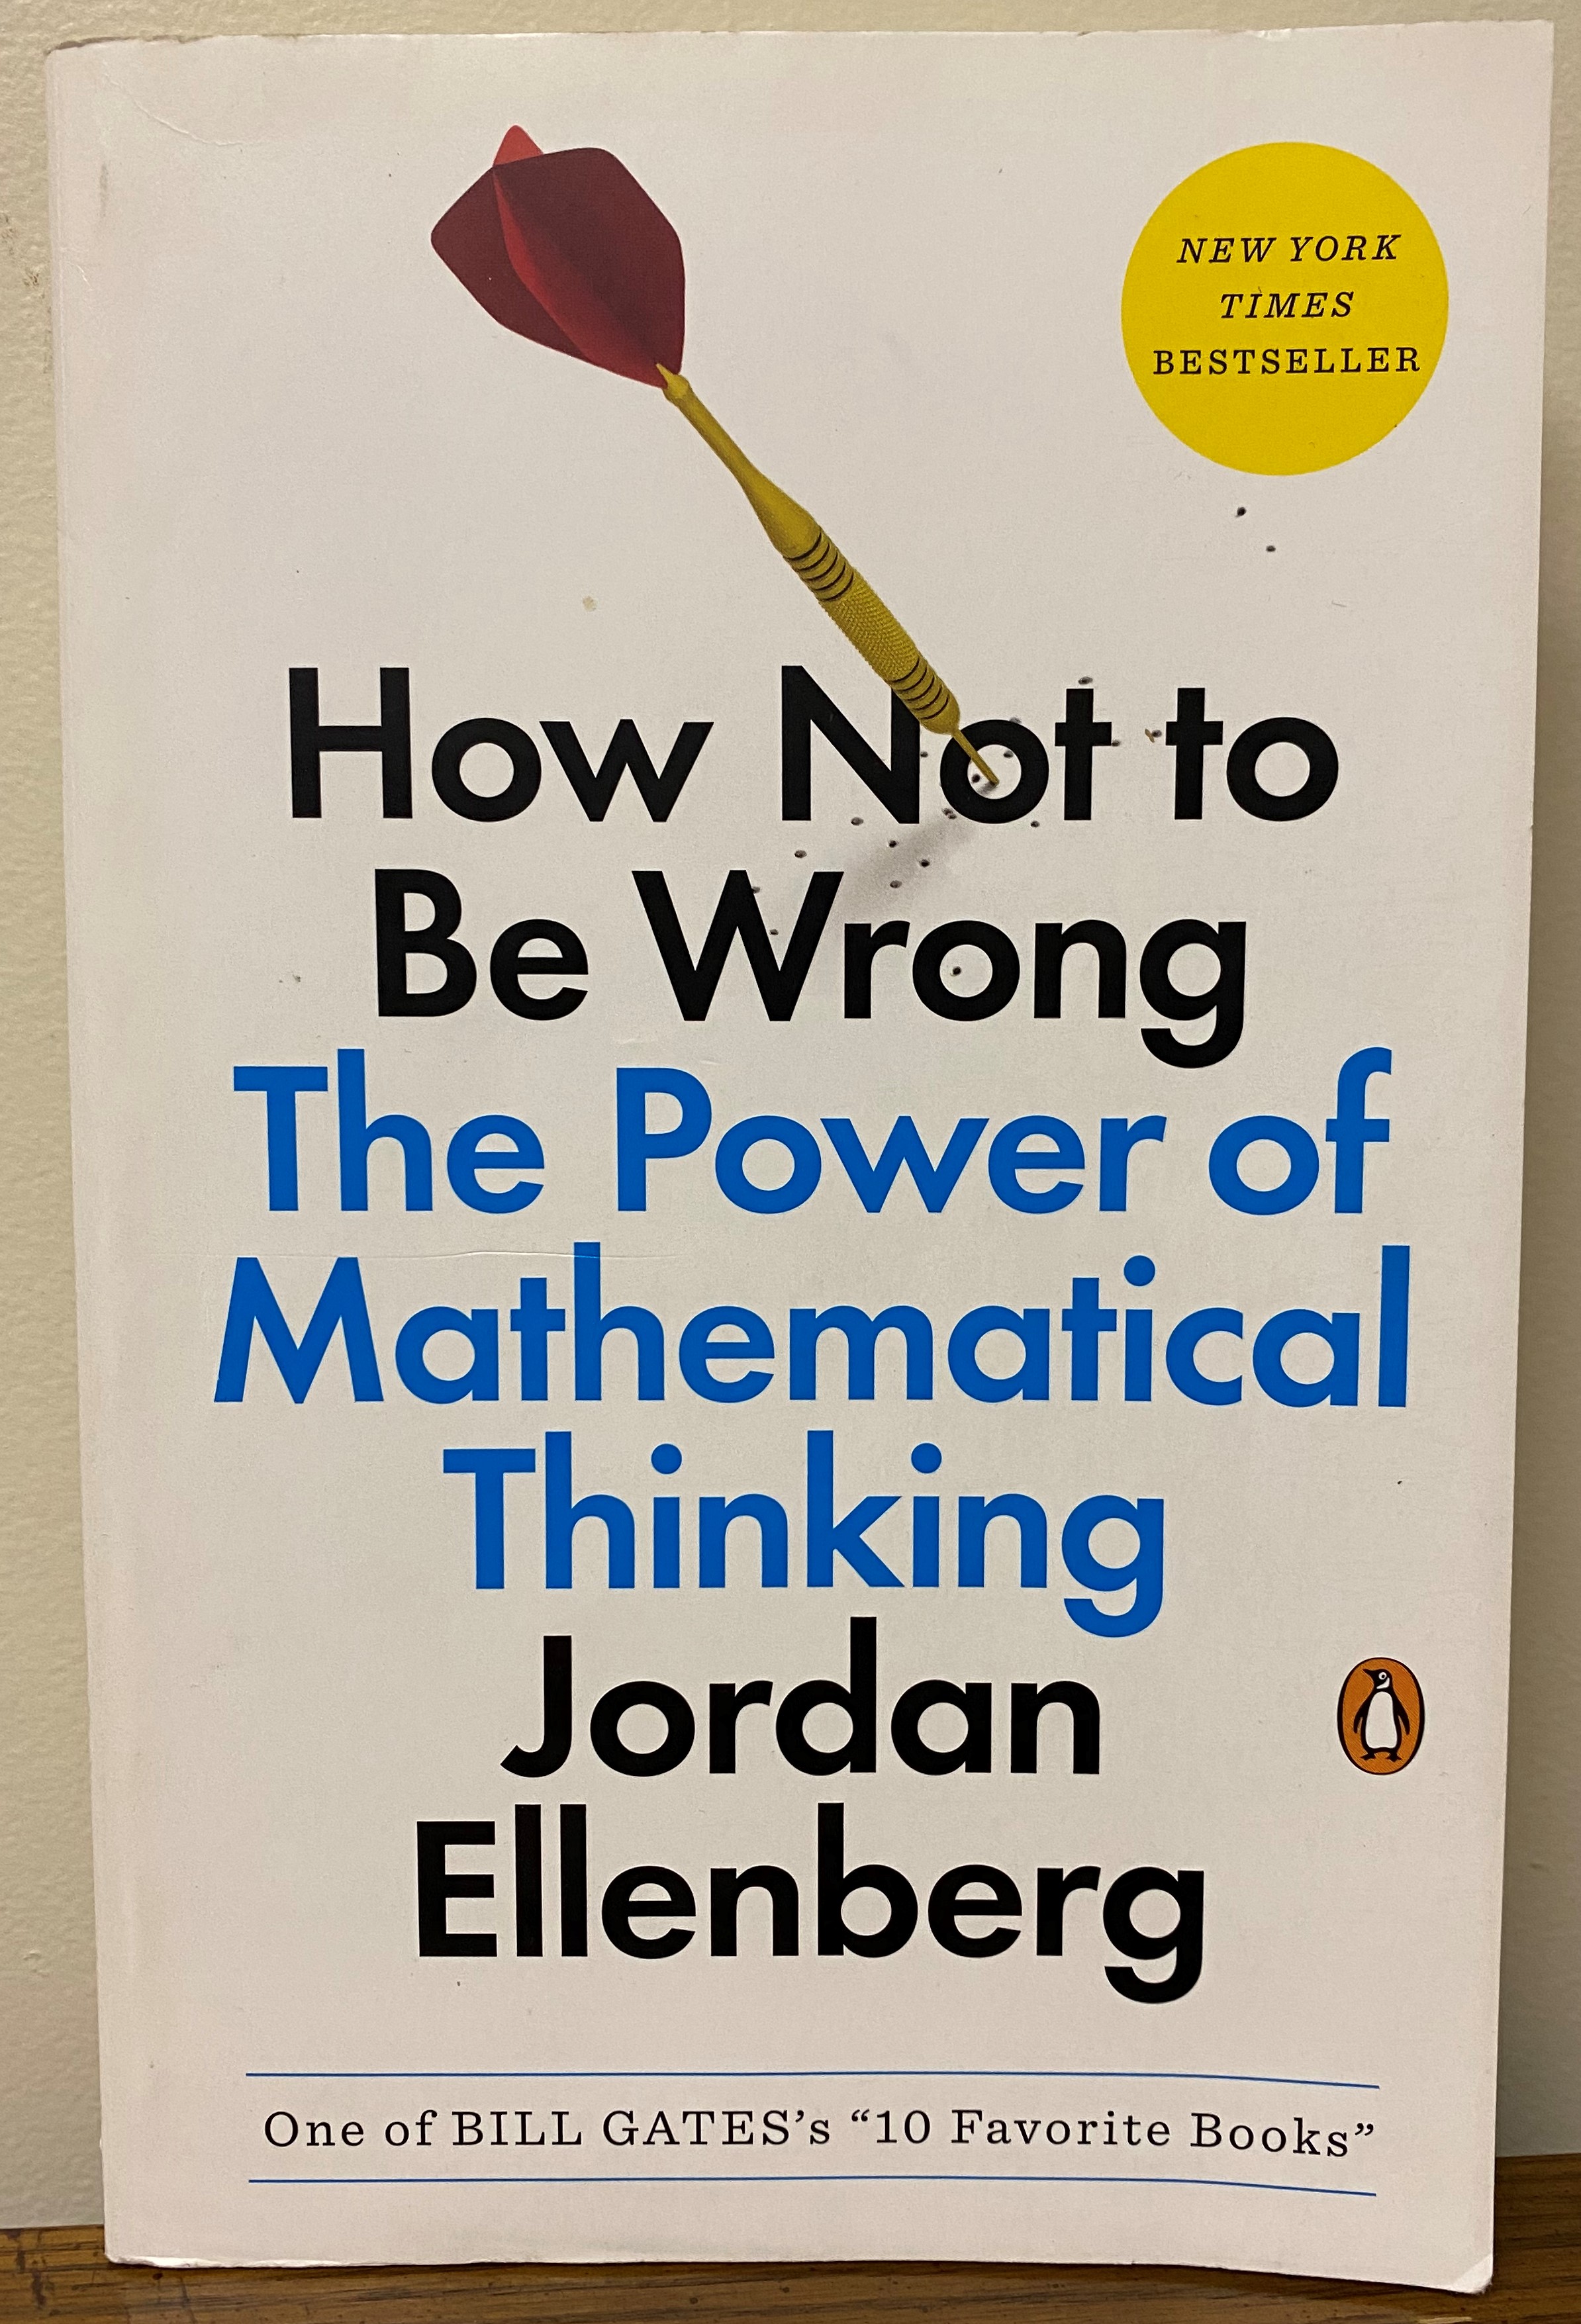 NEW YORK
TIMES
BESTSELLER
How Not to
Be Wrong
The Power of
Mathematical
Thinking
Jordan
Ellenberg
One of BILL GATES’s “10 Favorite Books”